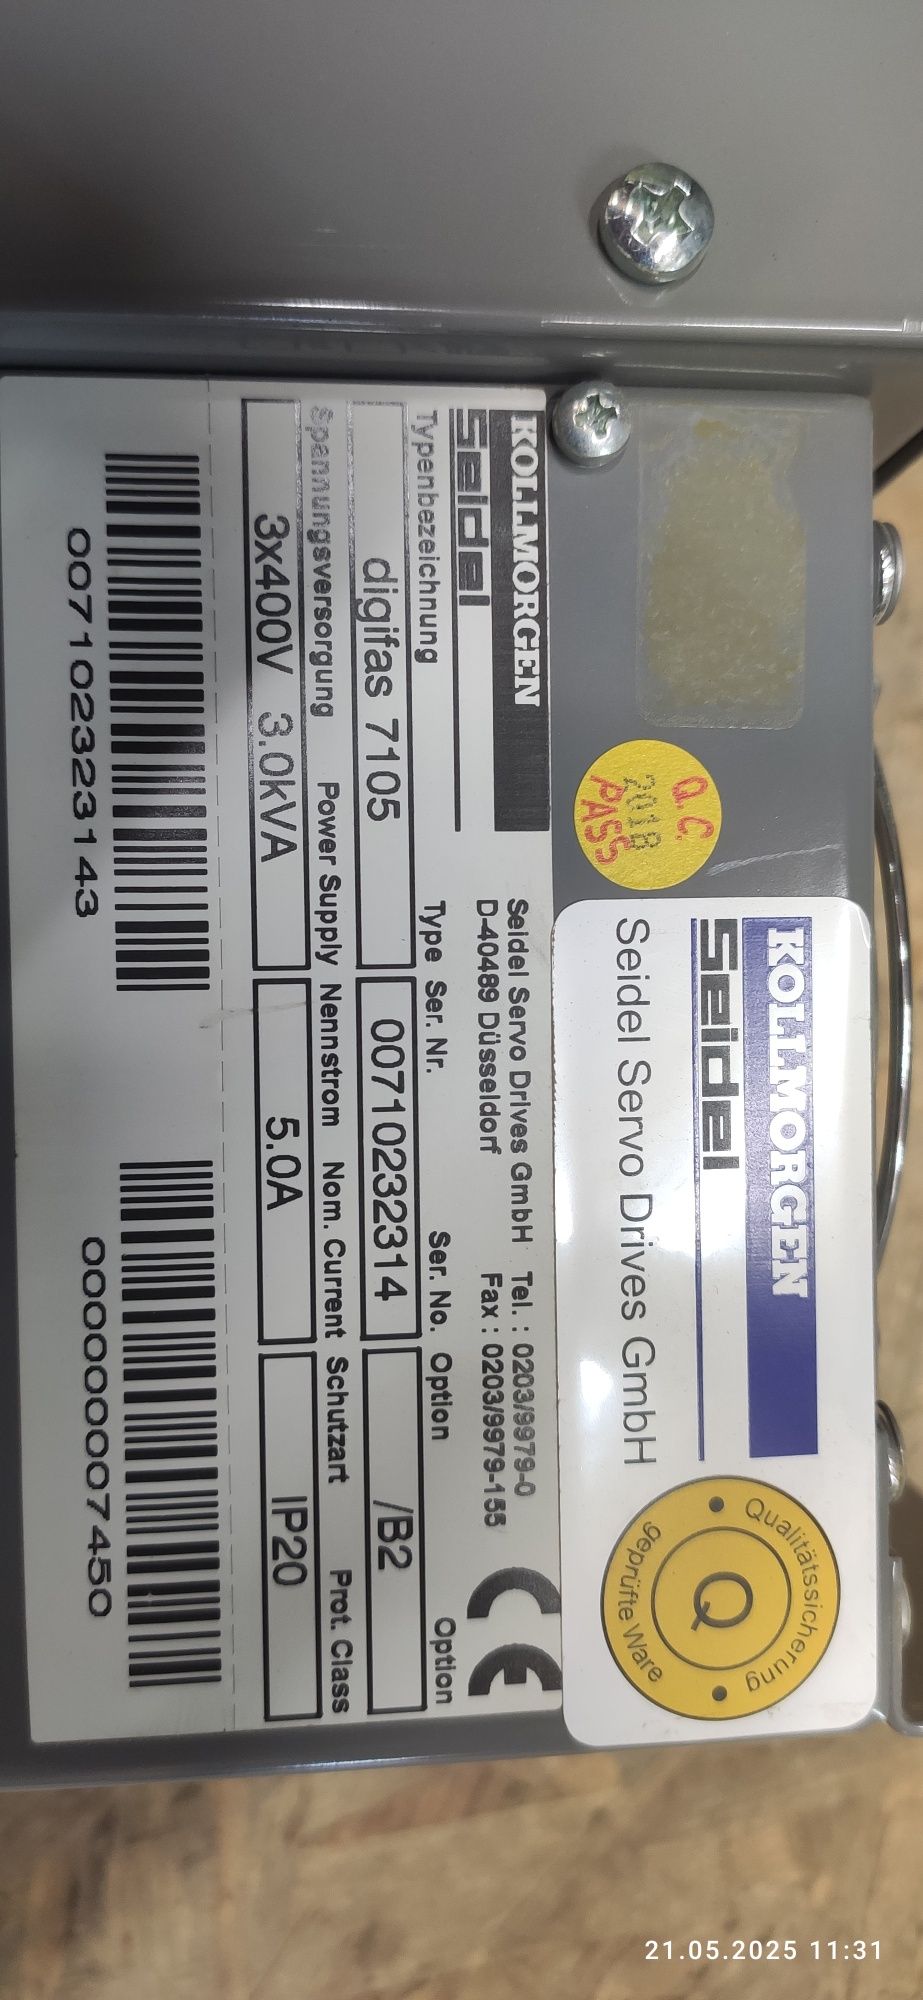 KOLLMORGEN
Seidel
Seidel Servo Drives GmbH
Qualitätssicherung
Q
geprüfte Ware
Q.C.
2018
PASS
KOLLMORGEN
Seidel
Seidel Servo Drives GmbH Tel. : 0203/9979-0
D-40489 Düsseldorf Fax : 0203/9979-155
CE
Typenbezeichnung Type Ser. Nr. Ser. No. Option Option
digifas 7105 00710232314 /B2
Spannungsversorgung Power Supply Nennstrom Nom. Current Schutzart Prot. Class
3x400V 3.0kVA 5.0A IP20
007102323143 0000007450
21.05.2025 11:31